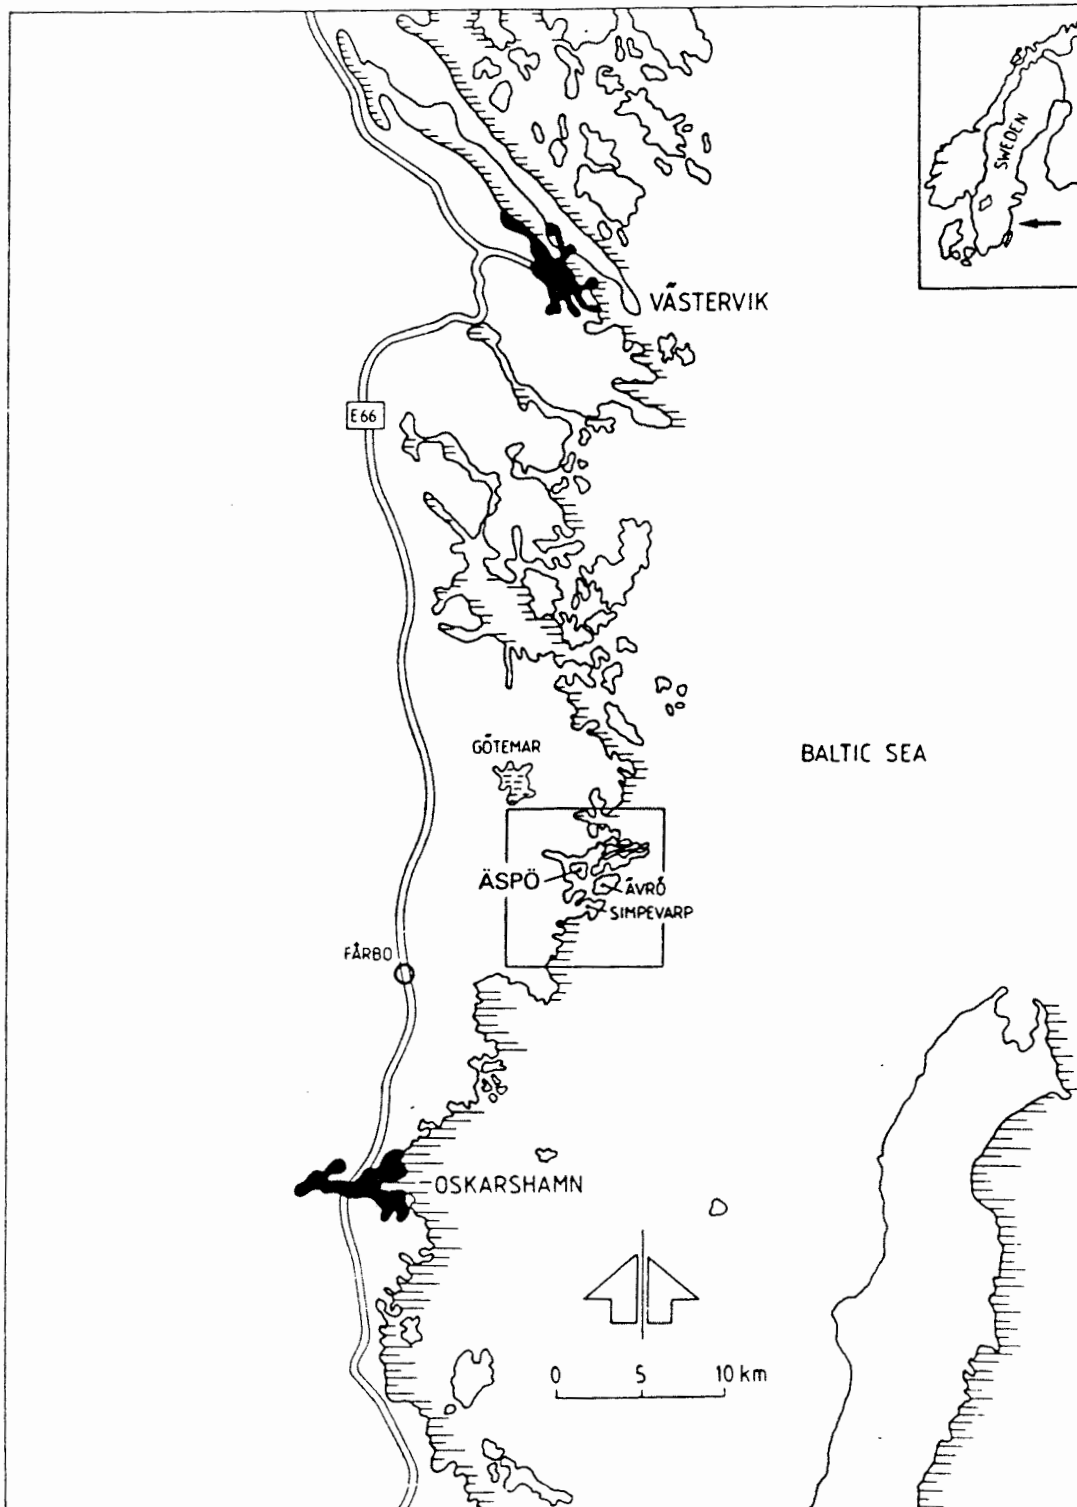 SWEDEN
VÄSTERVIK
E66
GÖTEMAR
BALTIC SEA
ÄSPÖ
ÄVRÖ
SIMPEVARP
FÅRBO
OSKARSHAMN
0 5 10 km